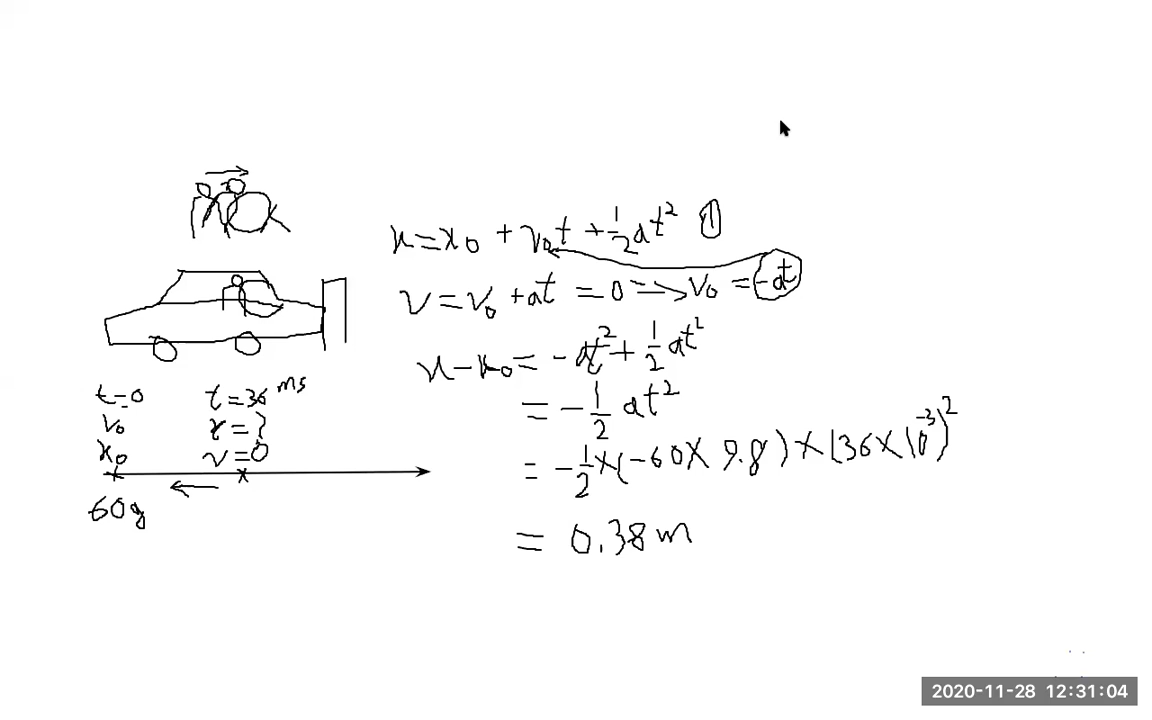 x = x₀ + v₀t + ½at² ①
v = v₀ + at = 0 ⇒ v₀ = -at
x - x₀ = -at² + ½at²
= -½at²
= -½×(-60×9.8)×(36×10⁻³)²
= 0.38m
t=0 t=36 ms
v₀ x=?
x₀ v=0
60g
2020-11-28 12:31:04